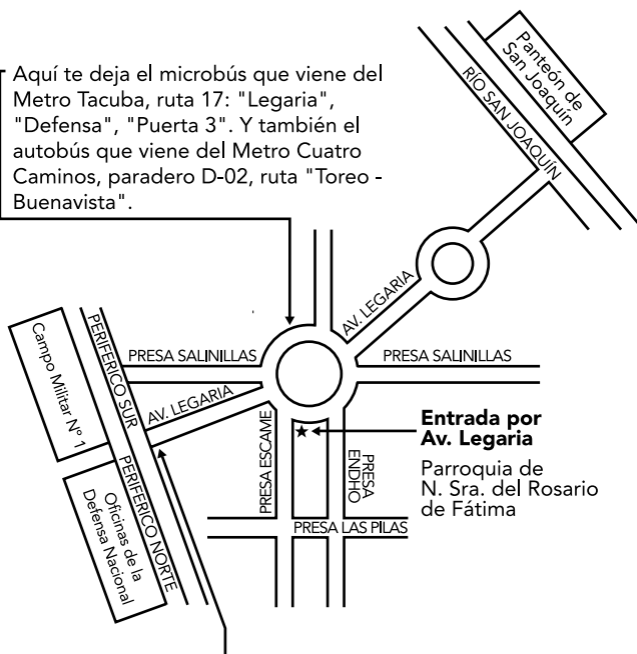 Aquí te deja el microbús que viene del
Metro Tacuba, ruta 17: "Legaria",
"Defensa", "Puerta 3". Y también el
autobús que viene del Metro Cuatro
Caminos, paradero D-02, ruta "Toreo -
Buenavista".
Panteón de
San Joaquín
RÍO SAN JOAQUÍN
AV. LEGARIA
PRESA SALINILLAS
PRESA SALINILLAS
AV. LEGARIA
PERIFERICO SUR
Campo Militar Nº 1
PERIFERICO NORTE
Oficinas de la
Defensa Nacional
PRESA ESCAME
PRESA
ENDHO
PRESA LAS PILAS
Entrada por
Av. Legaria
Parroquia de
N. Sra. del Rosario
de Fátima